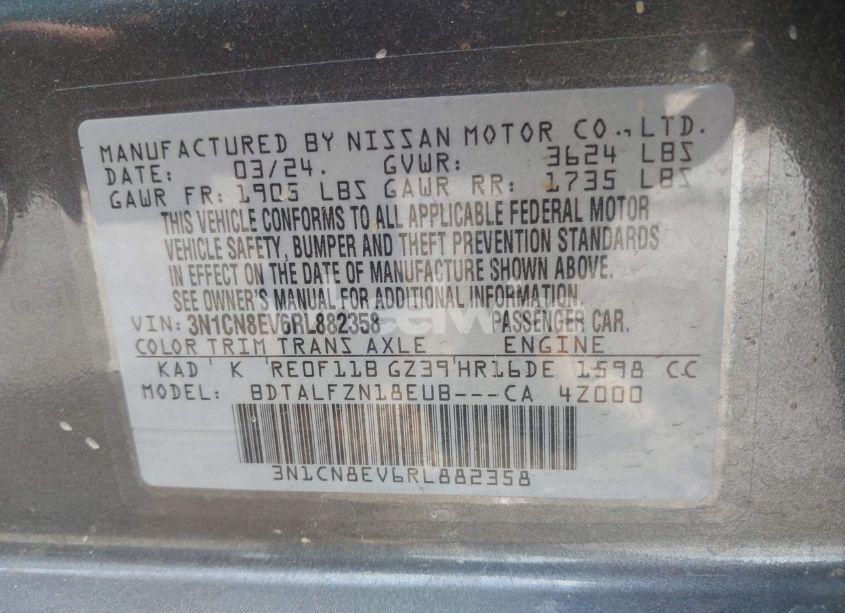 MANUFACTURED BY NISSAN MOTOR CO., LTD.
DATE: 03/24. GVWR: 3624 LBS
GAWR FR: 1905 LBS GAWR RR: 1735 LBS
THIS VEHICLE CONFORMS TO ALL APPLICABLE FEDERAL MOTOR
VEHICLE SAFETY, BUMPER AND THEFT PREVENTION STANDARDS
IN EFFECT ON THE DATE OF MANUFACTURE SHOWN ABOVE.
SEE OWNER'S MANUAL FOR ADDITIONAL INFORMATION.
VIN: 3N1CN8EV6RL882358 PASSENGER CAR.
COLOR TRIM TRANS AXLE ENGINE
KAD K RE0F11B GZ39 HR16DE 1598 CC
MODEL: BDTALFZN18EUB---CA 4Z000
3N1CN8EV6RL882358